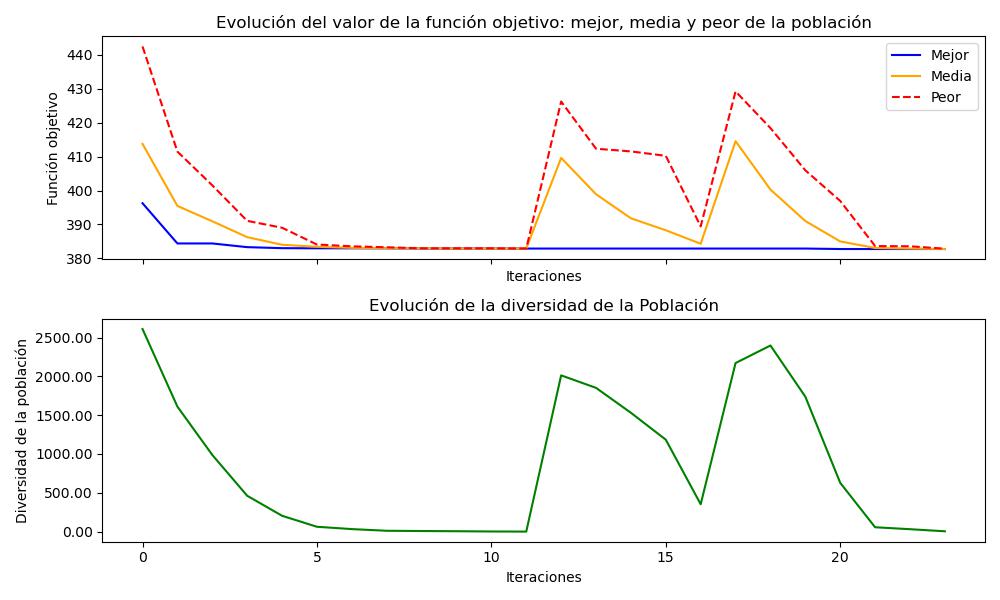 Evolución del valor de la función objetivo: mejor, media y peor de la población
Función objetivo
440
430
420
410
400
390
380
Mejor
Media
Peor
Iteraciones
Evolución de la diversidad de la Población
Diversidad de la población
2500.00
2000.00
1500.00
1000.00
500.00
0.00
0 5 10 15 20
Iteraciones